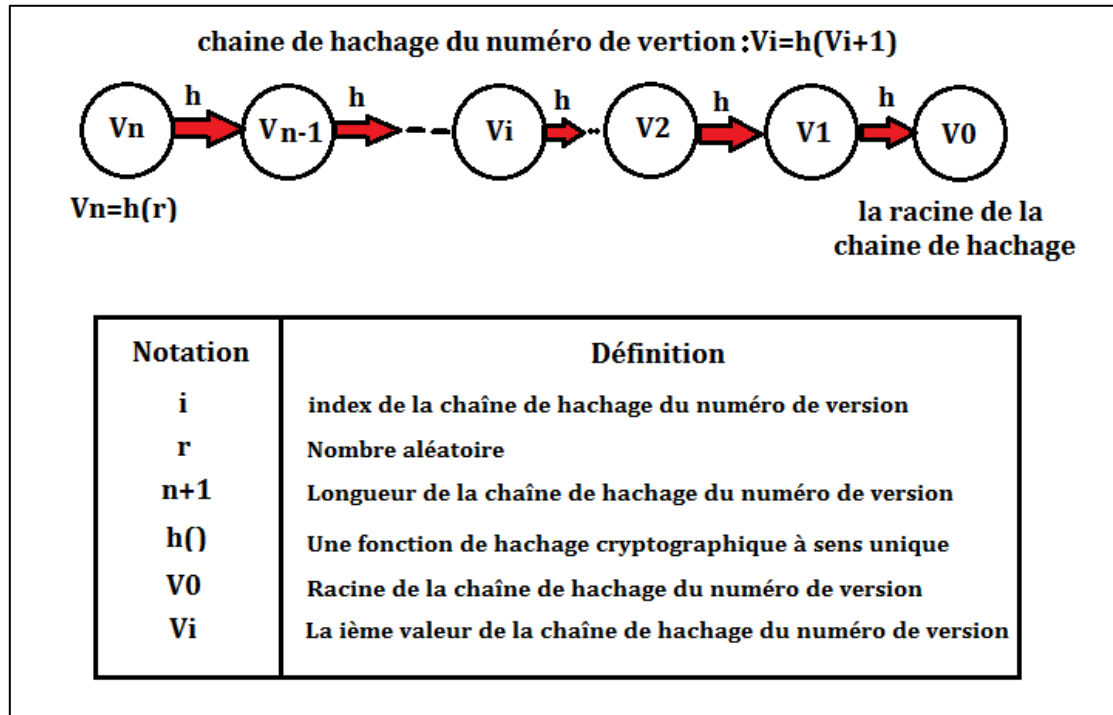 chaine de hachage du numéro de vertion :Vi=h(Vi+1)
h h h h h
Vn Vn-1 Vi V2 V1 V0
Vn=h(r)
la racine de la
chaine de hachage
Notation Définition
i index de la chaîne de hachage du numéro de version
r Nombre aléatoire
n+1 Longueur de la chaîne de hachage du numéro de version
h() Une fonction de hachage cryptographique à sens unique
V0 Racine de la chaîne de hachage du numéro de version
Vi La ième valeur de la chaîne de hachage du numéro de version